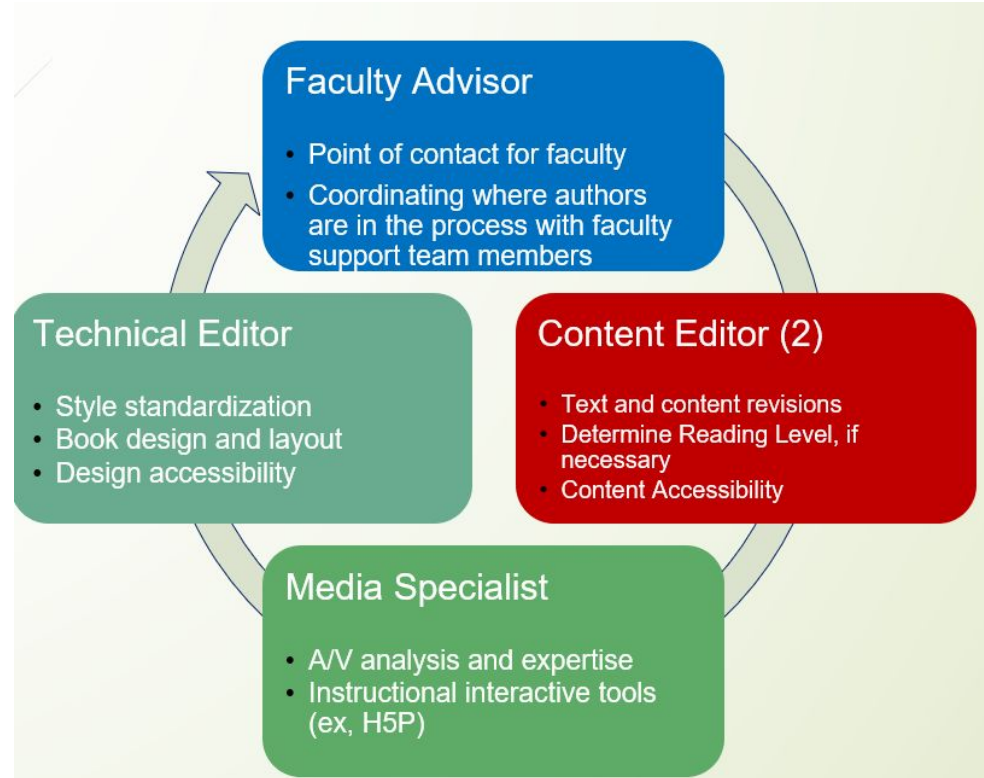 Faculty Advisor
• Point of contact for faculty
• Coordinating where authors
are in the process with faculty
support team members
Technical Editor
• Style standardization
• Book design and layout
• Design accessibility
Content Editor (2)
• Text and content revisions
• Determine Reading Level, if
necessary
• Content Accessibility
Media Specialist
• A/V analysis and expertise
• Instructional interactive tools
(ex, H5P)